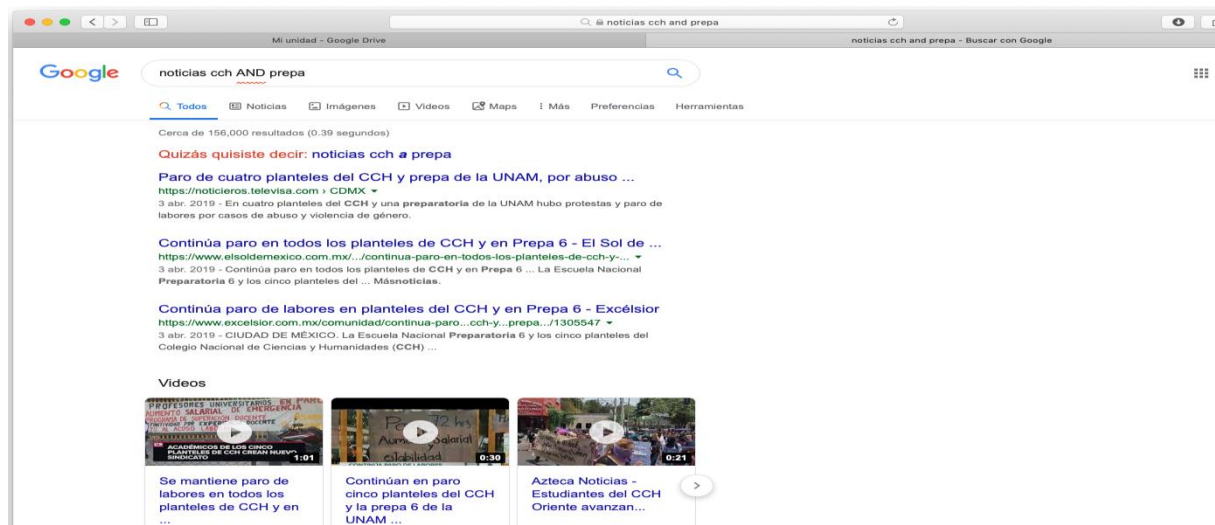 noticias cch and prepa
Mi unidad - Google Drive
noticias cch and prepa - Buscar con Google
Google
noticias cch AND prepa
Todos Noticias Imágenes Videos Maps Más Preferencias Herramientas
Cerca de 156,000 resultados (0.39 segundos)
Quizás quisiste decir: noticias cch a prepa
Paro de cuatro planteles del CCH y prepa de la UNAM, por abuso ...
https://noticieros.televisa.com › CDMX
3 abr. 2019 - En cuatro planteles del CCH y una preparatoria de la UNAM hubo protestas y paro de
labores por casos de abuso y violencia de género.
Continúa paro en todos los planteles de CCH y en Prepa 6 - El Sol de ...
https://www.elsoldemexico.com.mx/.../continua-paro-en-todos-los-planteles-de-cch-y-...
3 abr. 2019 - Continúa paro en todos los planteles de CCH y en Prepa 6 ... La Escuela Nacional
Preparatoria 6 y los cinco planteles del ... Másnoticias.
Continúa paro de labores en planteles del CCH y en Prepa 6 - Excélsior
https://www.excelsior.com.mx/comunidad/continua-paro...cch-y...prepa.../1305547
3 abr. 2019 - CIUDAD DE MÉXICO. La Escuela Nacional Preparatoria 6 y los cinco planteles del
Colegio Nacional de Ciencias y Humanidades (CCH) ...
Videos
PROFESORES UNIVERSITARIOS EN PARO
AUMENTO SALARIAL DE EMERGENCIA
ACADÉMICOS DE LOS CINCO
PLANTELES DE CCH CREAN NUEVO
SINDICATO
1:01
Paro 72 hrs
Aumento Salarial
estabilidad
0:30
0:21
Se mantiene paro de
labores en todos los
planteles de CCH y en
...
Continúan en paro
cinco planteles del CCH
y la prepa 6 de la
UNAM ...
Azteca Noticias -
Estudiantes del CCH
Oriente avanzan...